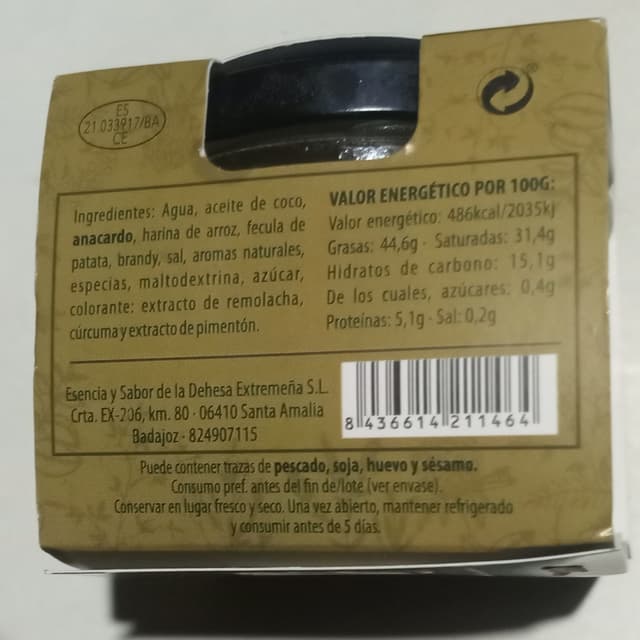 ES
21.033917/BA
CE
Ingredientes: Agua, aceite de coco,
anacardo, harina de arroz, fecula de
patata, brandy, sal, aromas naturales,
especias, maltodextrina, azúcar,
colorante: extracto de remolacha,
cúrcuma y extracto de pimentón.
VALOR ENERGÉTICO POR 100G:
Valor energético: 486kcal/2035kj
Grasas: 44,6g · Saturadas: 31,4g
Hidratos de carbono: 15,1g
De los cuales, azúcares: 0,4g
Proteínas: 5,1g · Sal: 0,2g
Esencia y Sabor de la Dehesa Extremeña S.L.
Crta. EX-206, km. 80 · 06410 Santa Amalia
Badajoz · 824907115
8 436614 211464
Puede contener trazas de pescado, soja, huevo y sésamo.
Consumo pref. antes del fin de/lote (ver envase).
Conservar en lugar fresco y seco. Una vez abierto, mantener refrigerado
y consumir antes de 5 días.